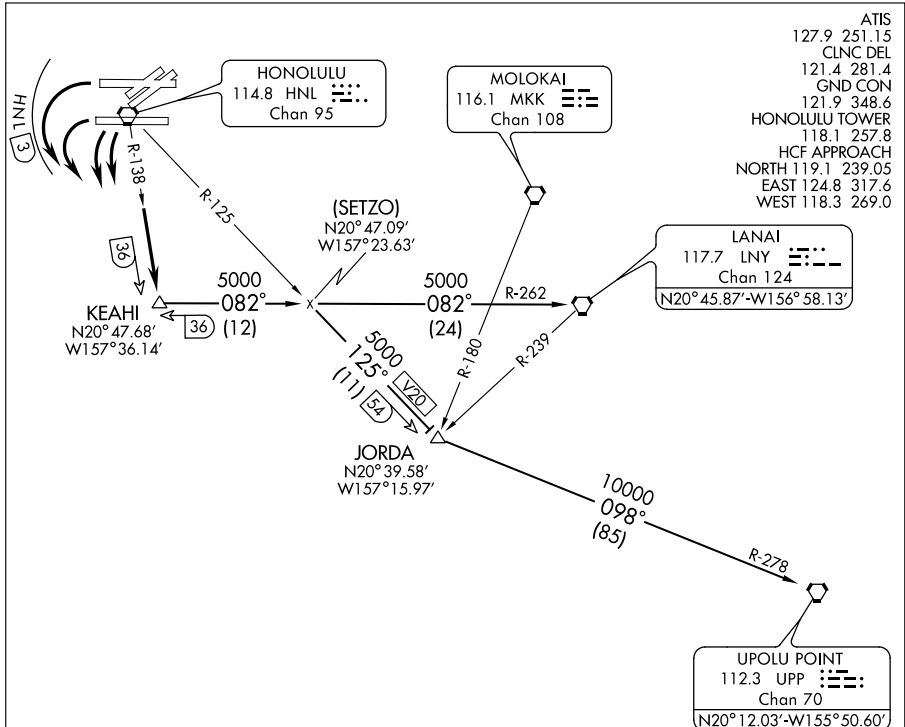 ATIS
127.9 251.15
CLNC DEL
121.4 281.4
GND CON
121.9 348.6
HONOLULU TOWER
118.1 257.8
HCF APPROACH
NORTH 119.1 239.05
EAST 124.8 317.6
WEST 118.3 269.0
HNL 3
HONOLULU
114.8 HNL
Chan 95
MOLOKAI
116.1 MKK
Chan 108
R-138
R-125
(SETZO)
N20°47.09'
W157°23.63'
LANAI
117.7 LNY
Chan 124
N20°45.87'-W156°58.13'
36
KEAHI
N20°47.68'
W157°36.14'
36
5000
082°
(12)
5000
082°
(24)
R-262
R-180
R-239
5000
125°
(11)
V20
54
JORDA
N20°39.58'
W157°15.97'
10000
098°
(85)
R-278
UPOLU POINT
112.3 UPP
Chan 70
N20°12.03'-W155°50.60'